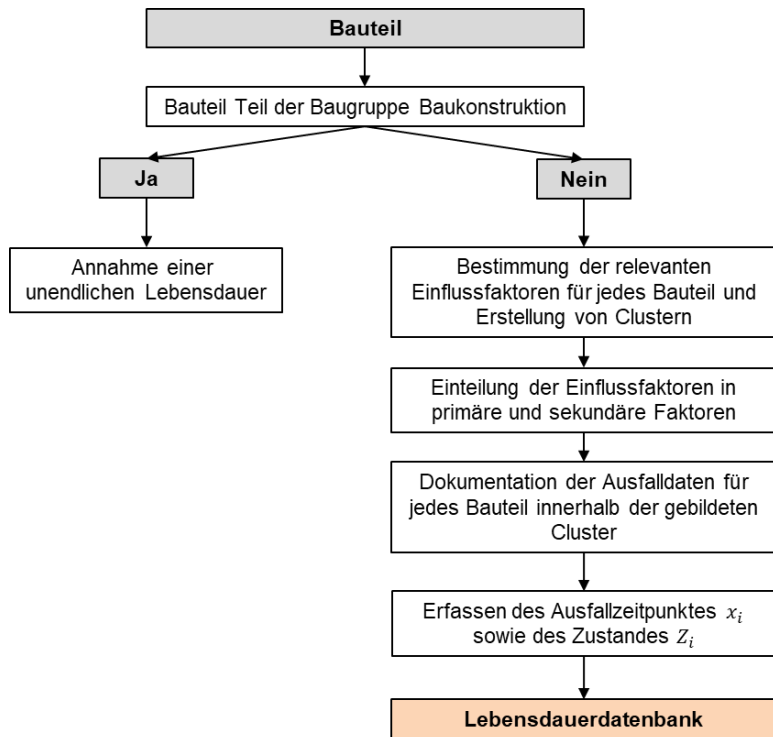 Bauteil
Bauteil Teil der Baugruppe Baukonstruktion
Ja
Nein
Annahme einer
unendlichen Lebensdauer
Bestimmung der relevanten
Einflussfaktoren für jedes Bauteil und
Erstellung von Clustern
Einteilung der Einflussfaktoren in
primäre und sekundäre Faktoren
Dokumentation der Ausfalldaten für
jedes Bauteil innerhalb der gebildeten
Cluster
Erfassen des Ausfallzeitpunktes xᵢ
sowie des Zustandes Zᵢ
Lebensdauerdatenbank